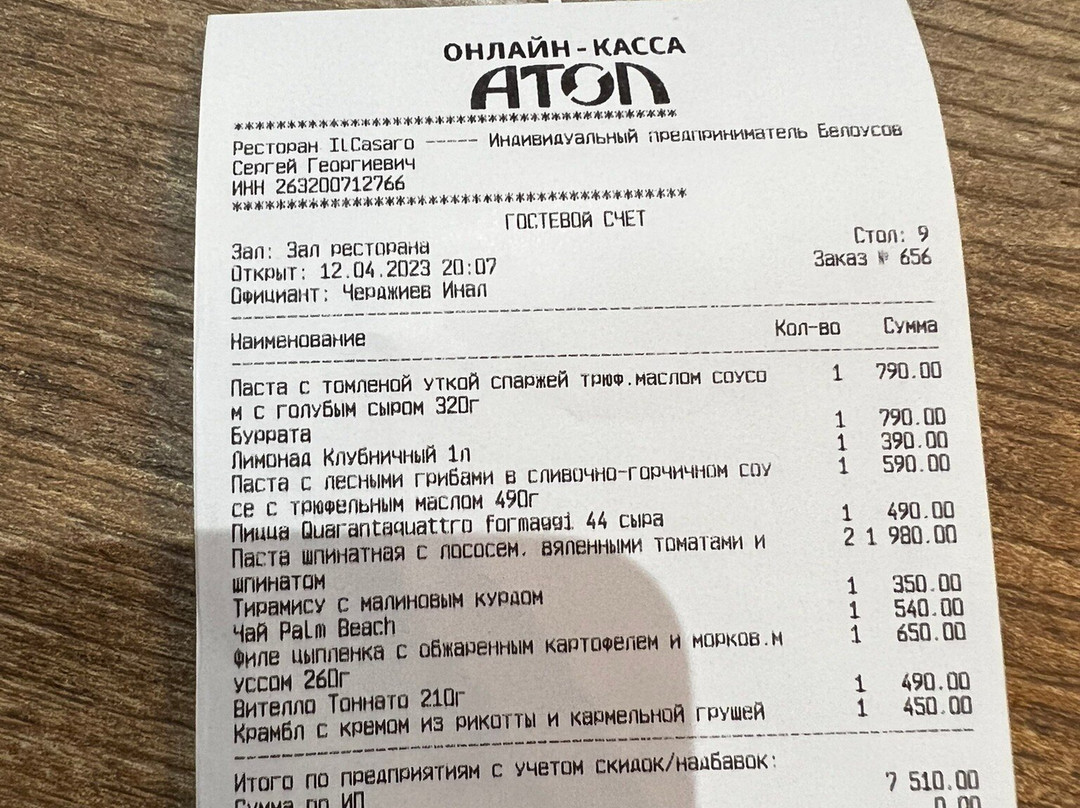 ОНЛАЙН-КАССА
АТОЛ
******************************************
Ресторан ILCasaro ----- Индивидуальный предприниматель Белоусов
Сергей Георгиевич
ИНН 263200712766
******************************************
ГОСТЕВОЙ СЧЕТ
Зал: Зал ресторана Стол: 9
Открыт: 12.04.2023 20:07 Заказ № 656
Официант: Черджиев Инал
Наименование Кол-во Сумма
Паста с томленой уткой спаржей трюф.маслом соусо 1 790.00
м с голубым сыром 320г
Буррата 1 790.00
Лимонад Клубничный 1л 1 390.00
Паста с лесными грибами в сливочно-горчичном соу 1 590.00
се с трюфельным маслом 490г
Пицца Quarantaquattro formaggi 44 сыра 1 490.00
Паста шпинатная с лососем, вяленными томатами и 2 1 980.00
шпинатом
Тирамису с малиновым курдом 1 350.00
Чай Palm Beach 1 540.00
Филе цыпленка с обжаренным картофелем и морков.м 1 650.00
уссом 260г
Вителло Тоннато 210г 1 490.00
Крамбл с кремом из рикотты и кармельной грушей 1 450.00
Итого по предприятиям с учетом скидок/надбавок:
7 510.00
Сумма по ИП 0.00